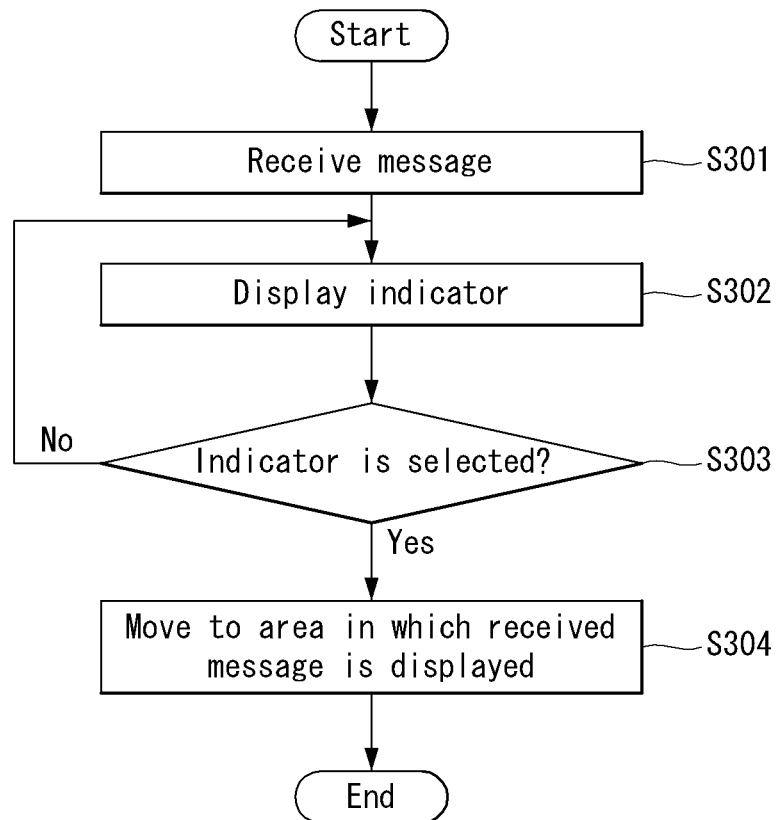 Start
Receive message
S301
Display indicator
S302
No
Indicator is selected?
S303
Yes
Move to area in which received
message is displayed
S304
End